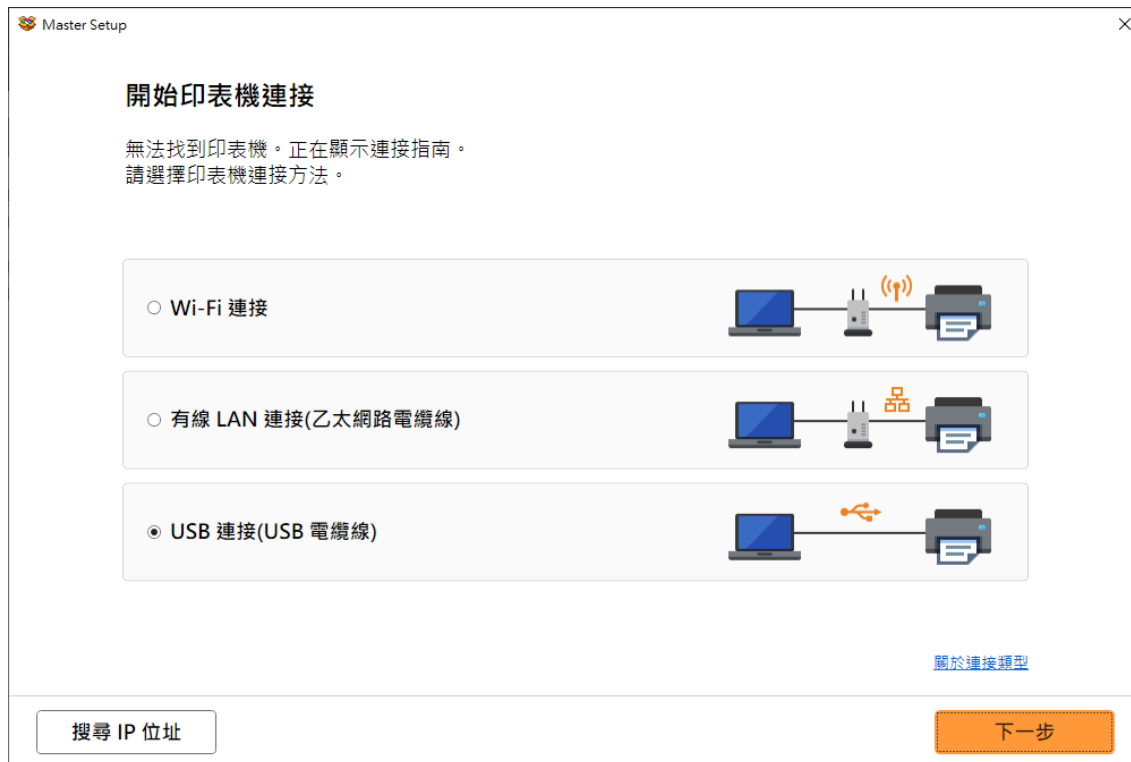 Master Setup
開始印表機連接
無法找到印表機。正在顯示連接指南。
請選擇印表機連接方法。
Wi-Fi 連接
有線 LAN 連接(乙太網路電纜線)
USB 連接(USB 電纜線)
關於連接類型
搜尋 IP 位址
下一步